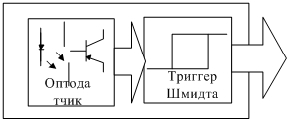 Оптода
тчик
Триггер
Шмидта